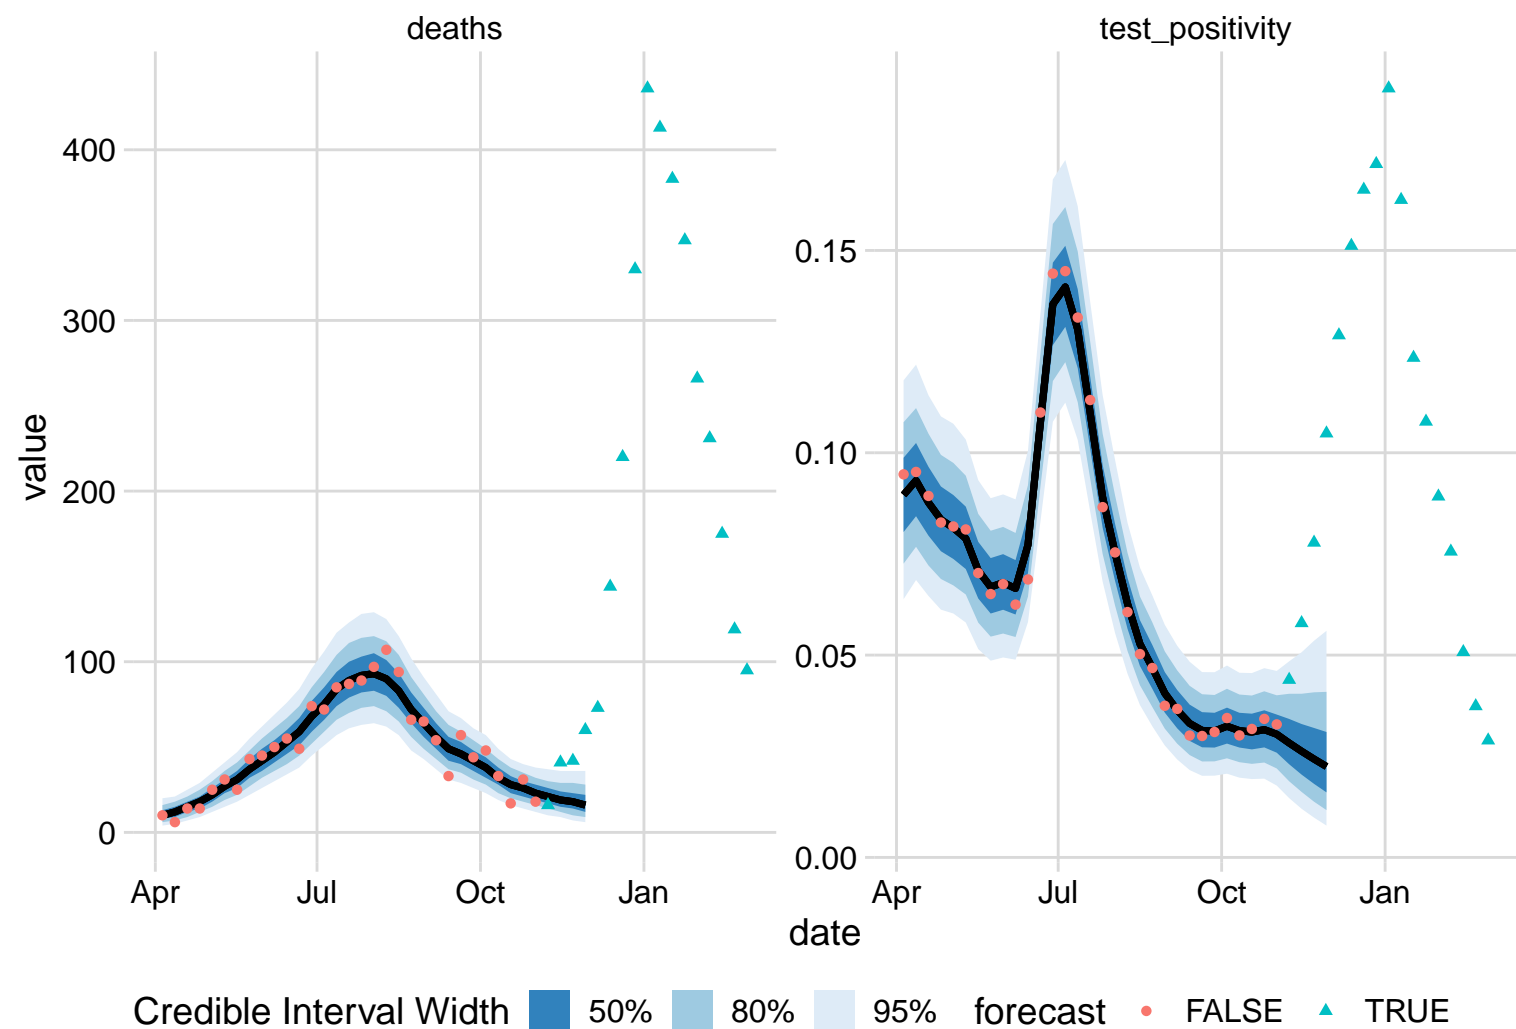 deaths
test_positivity
value
400
300
200
100
0
0.15
0.10
0.05
0.00
Apr
Jul
Oct
Jan
Apr
Jul
Oct
Jan
date
Credible Interval Width 50% 80% 95% forecast FALSE TRUE